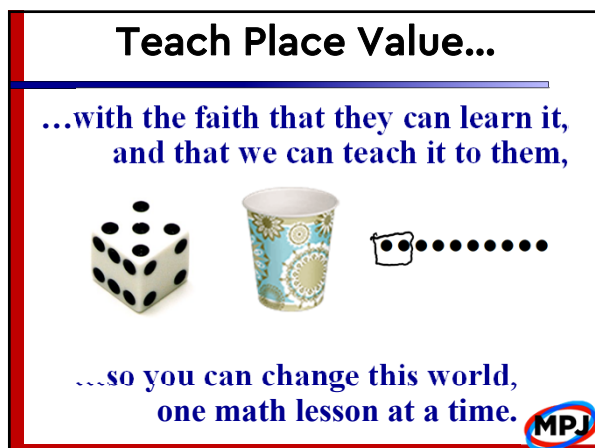 Teach Place Value...
...with the faith that they can learn it,
and that we can teach it to them,
...so you can change this world,
one math lesson at a time.
MPJ